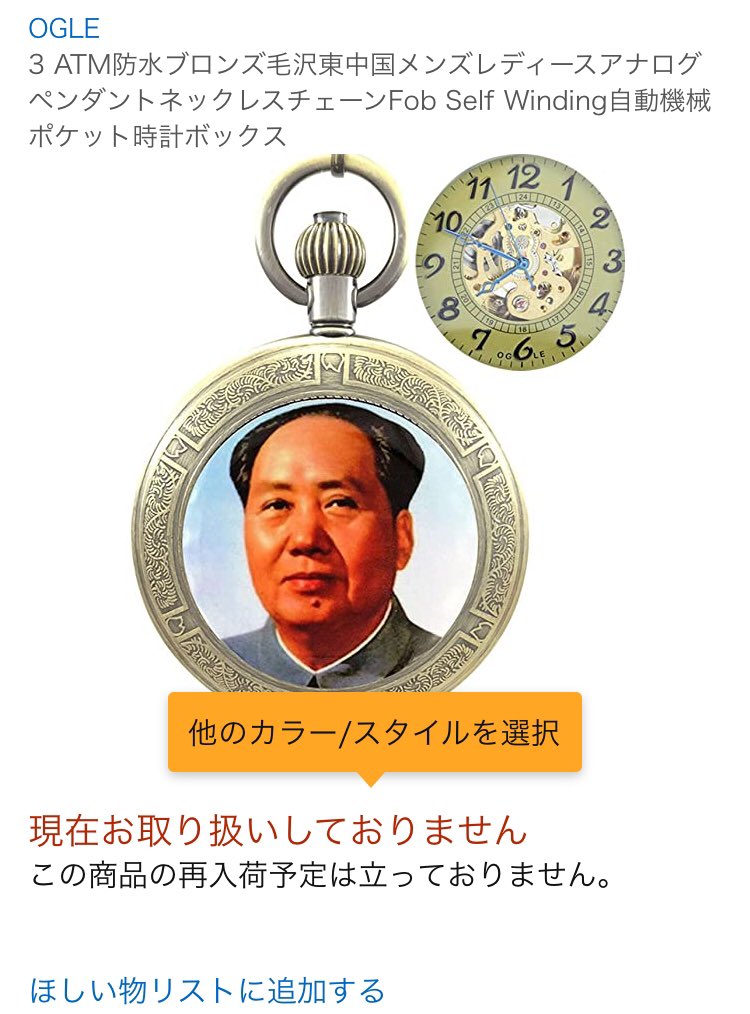 OGLE
3 ATM防水ブロンズ毛沢東中国メンズレディースアナログ
ペンダントネックレスチェーンFob Self Winding自動機械
ポケット時計ボックス
12
1
2
3
4
5
6
7
8
9
10
11
OGLE
他のカラー/スタイルを選択
現在お取り扱いしておりません
この商品の再入荷予定は立っておりません。
ほしい物リストに追加する